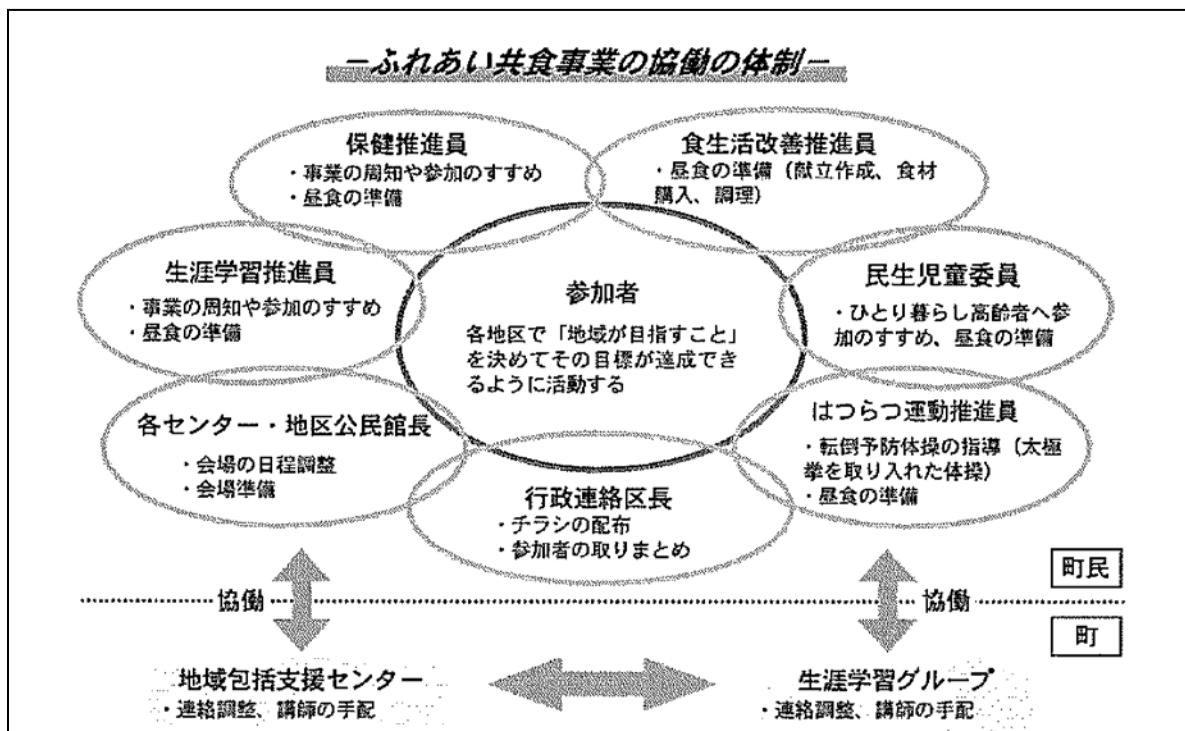 －ふれあい共食事業の協働の体制－
保健推進員
・事業の周知や参加のすすめ
・昼食の準備
食生活改善推進員
・昼食の準備（献立作成、食材
購入、調理）
生涯学習推進員
・事業の周知や参加のすすめ
・昼食の準備
参加者
各地区で「地域が目指すこと」
を決めてその目標が達成でき
るように活動する
民生児童委員
・ひとり暮らし高齢者へ参
加のすすめ、昼食の準備
各センター・地区公民館長
・会場の日程調整
・会場準備
はつらつ運動推進員
・転倒予防体操の指導（太極
拳を取り入れた体操）
・昼食の準備
行政連絡区長
・チラシの配布
・参加者の取りまとめ
町民
協働
協働
町
地域包括支援センター
・連絡調整、講師の手配
生涯学習グループ
・連絡調整、講師の手配